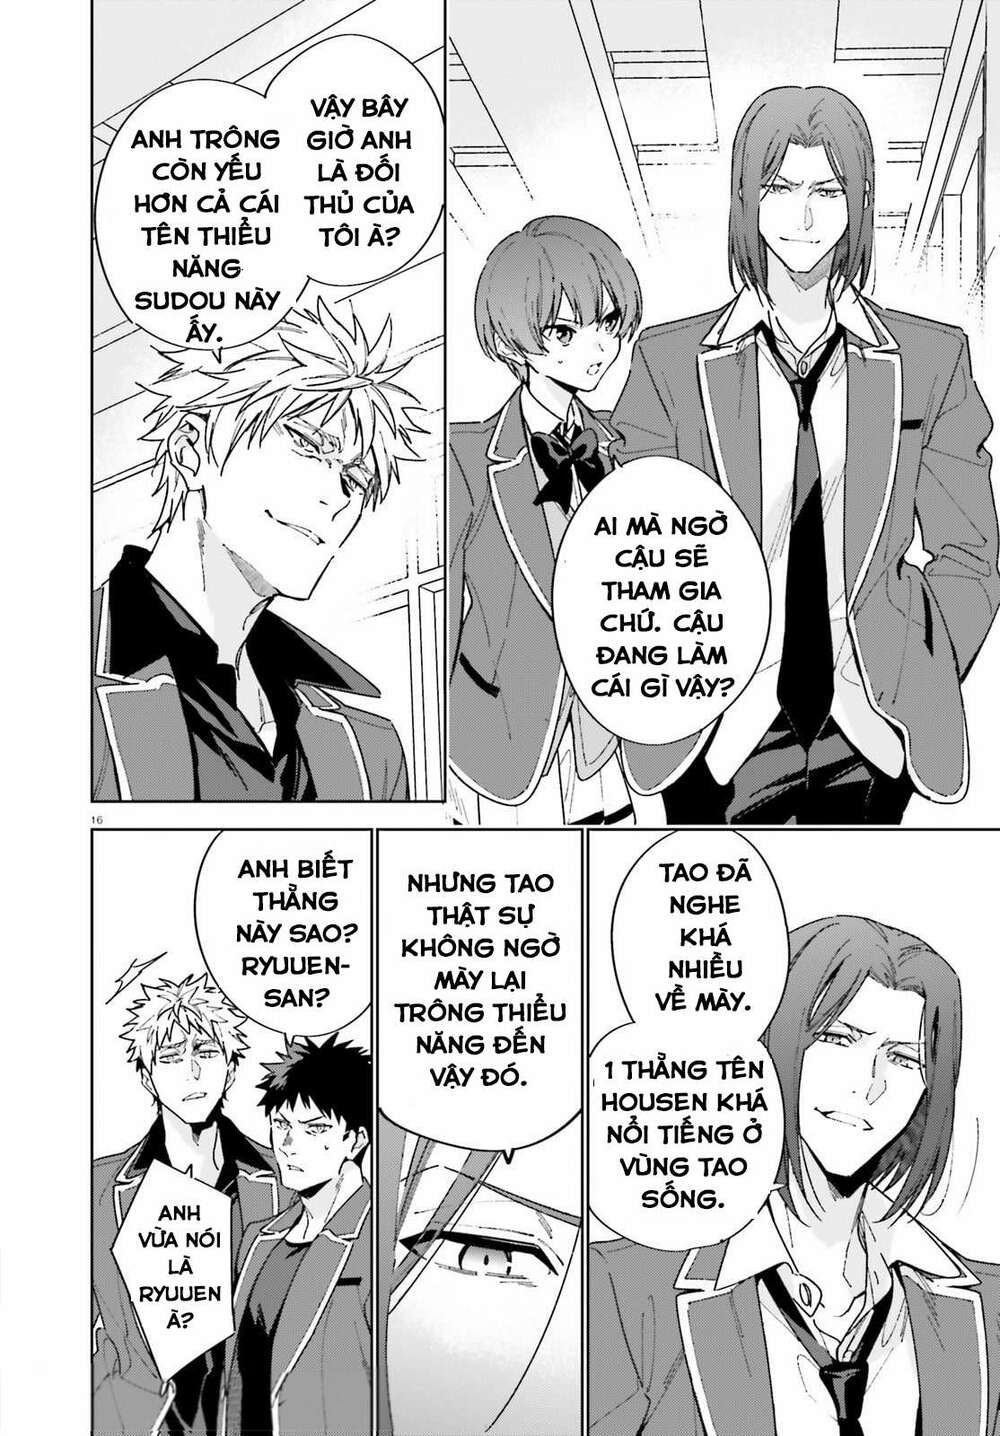 AI MÀ NGỜ
CẬU SẼ
THAM GIA
CHỨ. CẬU
ĐANG LÀM
CÁI GÌ VẬY?
VẬY BÂY
GIỜ ANH
LÀ ĐỐI
THỦ CỦA
TÔI À?
ANH TRÔNG
CÒN YẾU
HƠN CẢ CÁI
TÊN THIỂU
NĂNG
SUDOU NÀY
ẤY.
16
TAO ĐÃ
NGHE
KHÁ
NHIỀU
VỀ MÀY.
1 THẰNG TÊN
HOUSEN KHÁ
NỔI TIẾNG Ở
VÙNG TAO
SỐNG.
NHƯNG TAO
THẬT SỰ
KHÔNG NGỜ
MÀY LẠI
TRÔNG THIỂU
NĂNG ĐẾN
VẬY ĐÓ.
ANH BIẾT
THẰNG
NÀY SAO?
RYUUEN-
SAN?
ANH
VỪA NÓI
LÀ
RYUUEN
À?